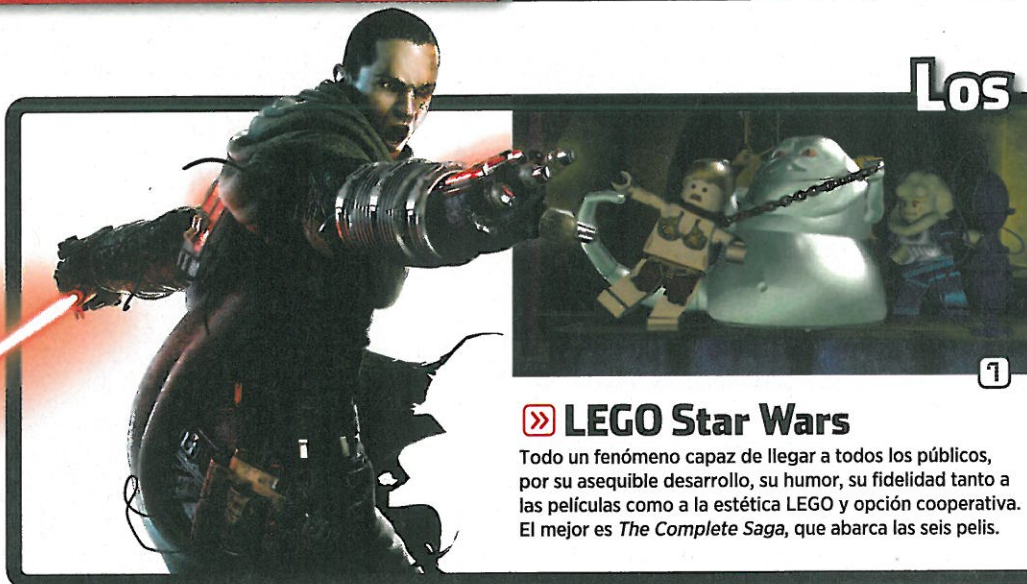 Los
1
» LEGO Star Wars
Todo un fenómeno capaz de llegar a todos los públicos,
por su asequible desarrollo, su humor, su fidelidad tanto a
las películas como a la estética LEGO y opción cooperativa.
El mejor es The Complete Saga, que abarca las seis pelis.